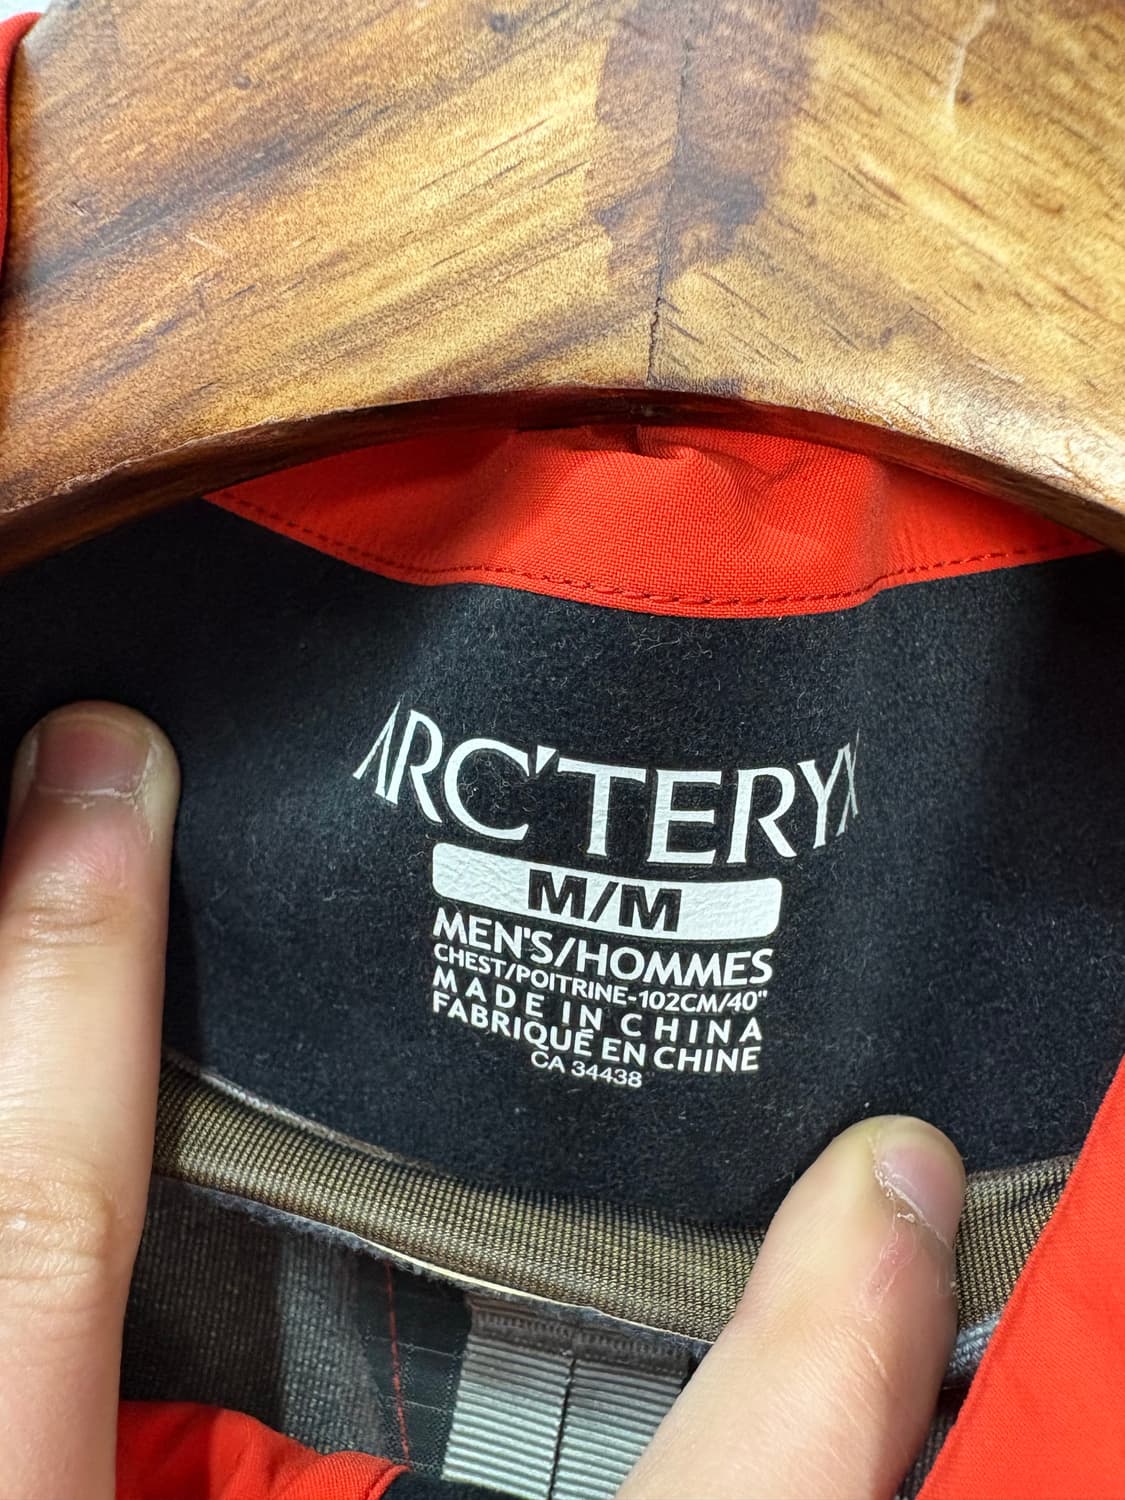 ARC'TERYX
M/M
MEN'S/HOMMES
CHEST/POITRINE-102CM/40"
MADE IN CHINA
FABRIQUÉ EN CHINE
CA 34438